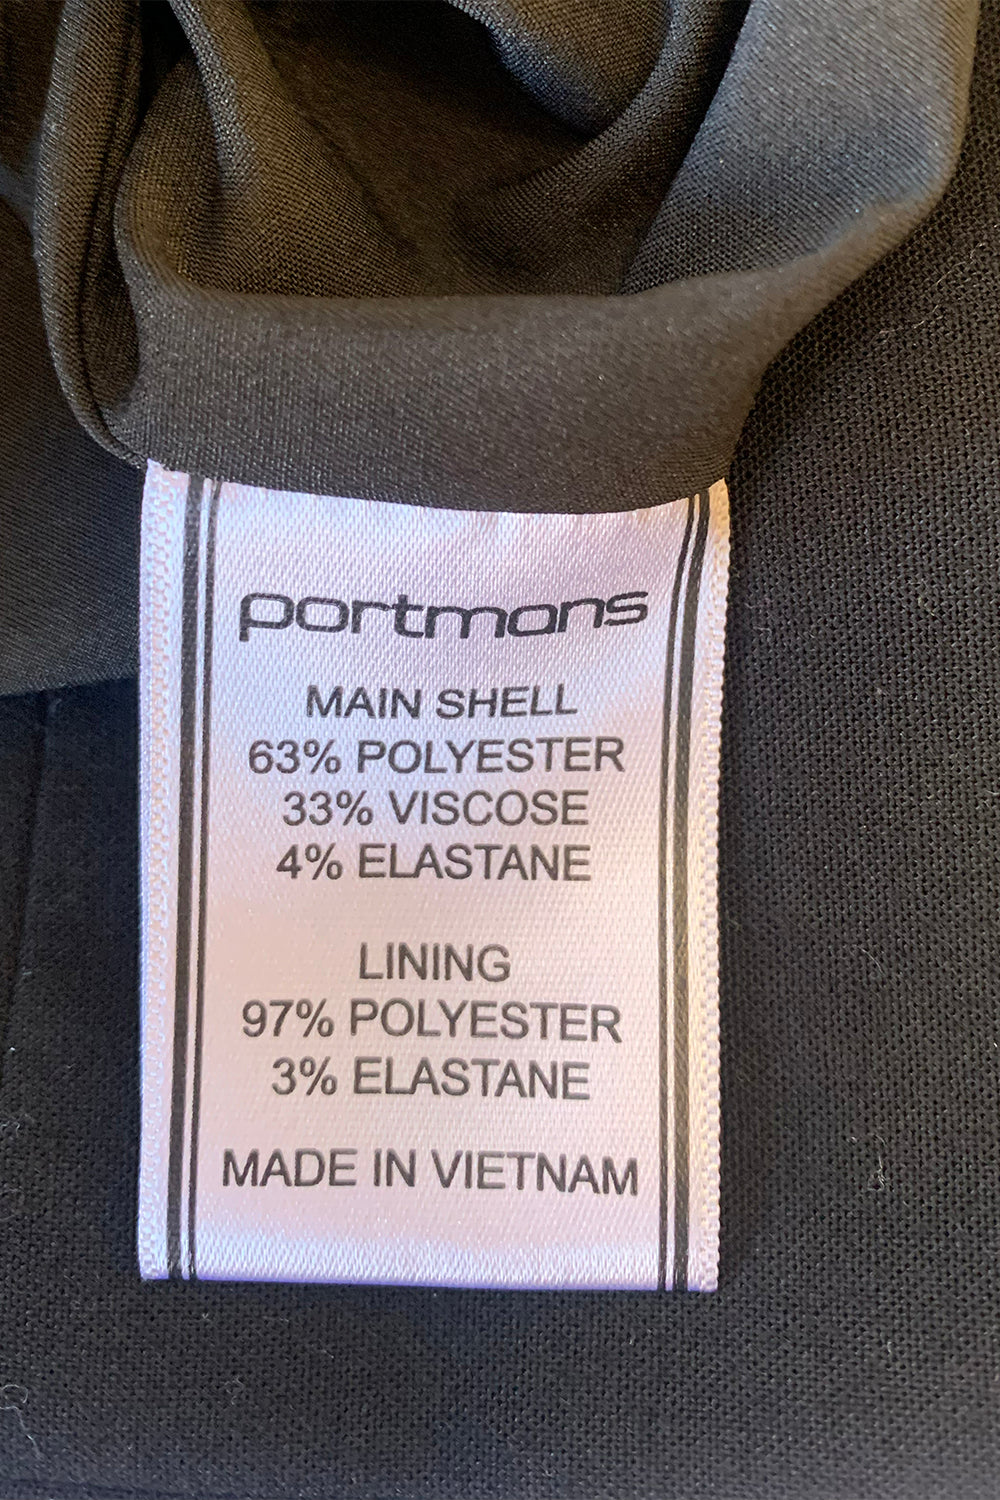 portmans
MAIN SHELL
63% POLYESTER
33% VISCOSE
4% ELASTANE
LINING
97% POLYESTER
3% ELASTANE
MADE IN VIETNAM